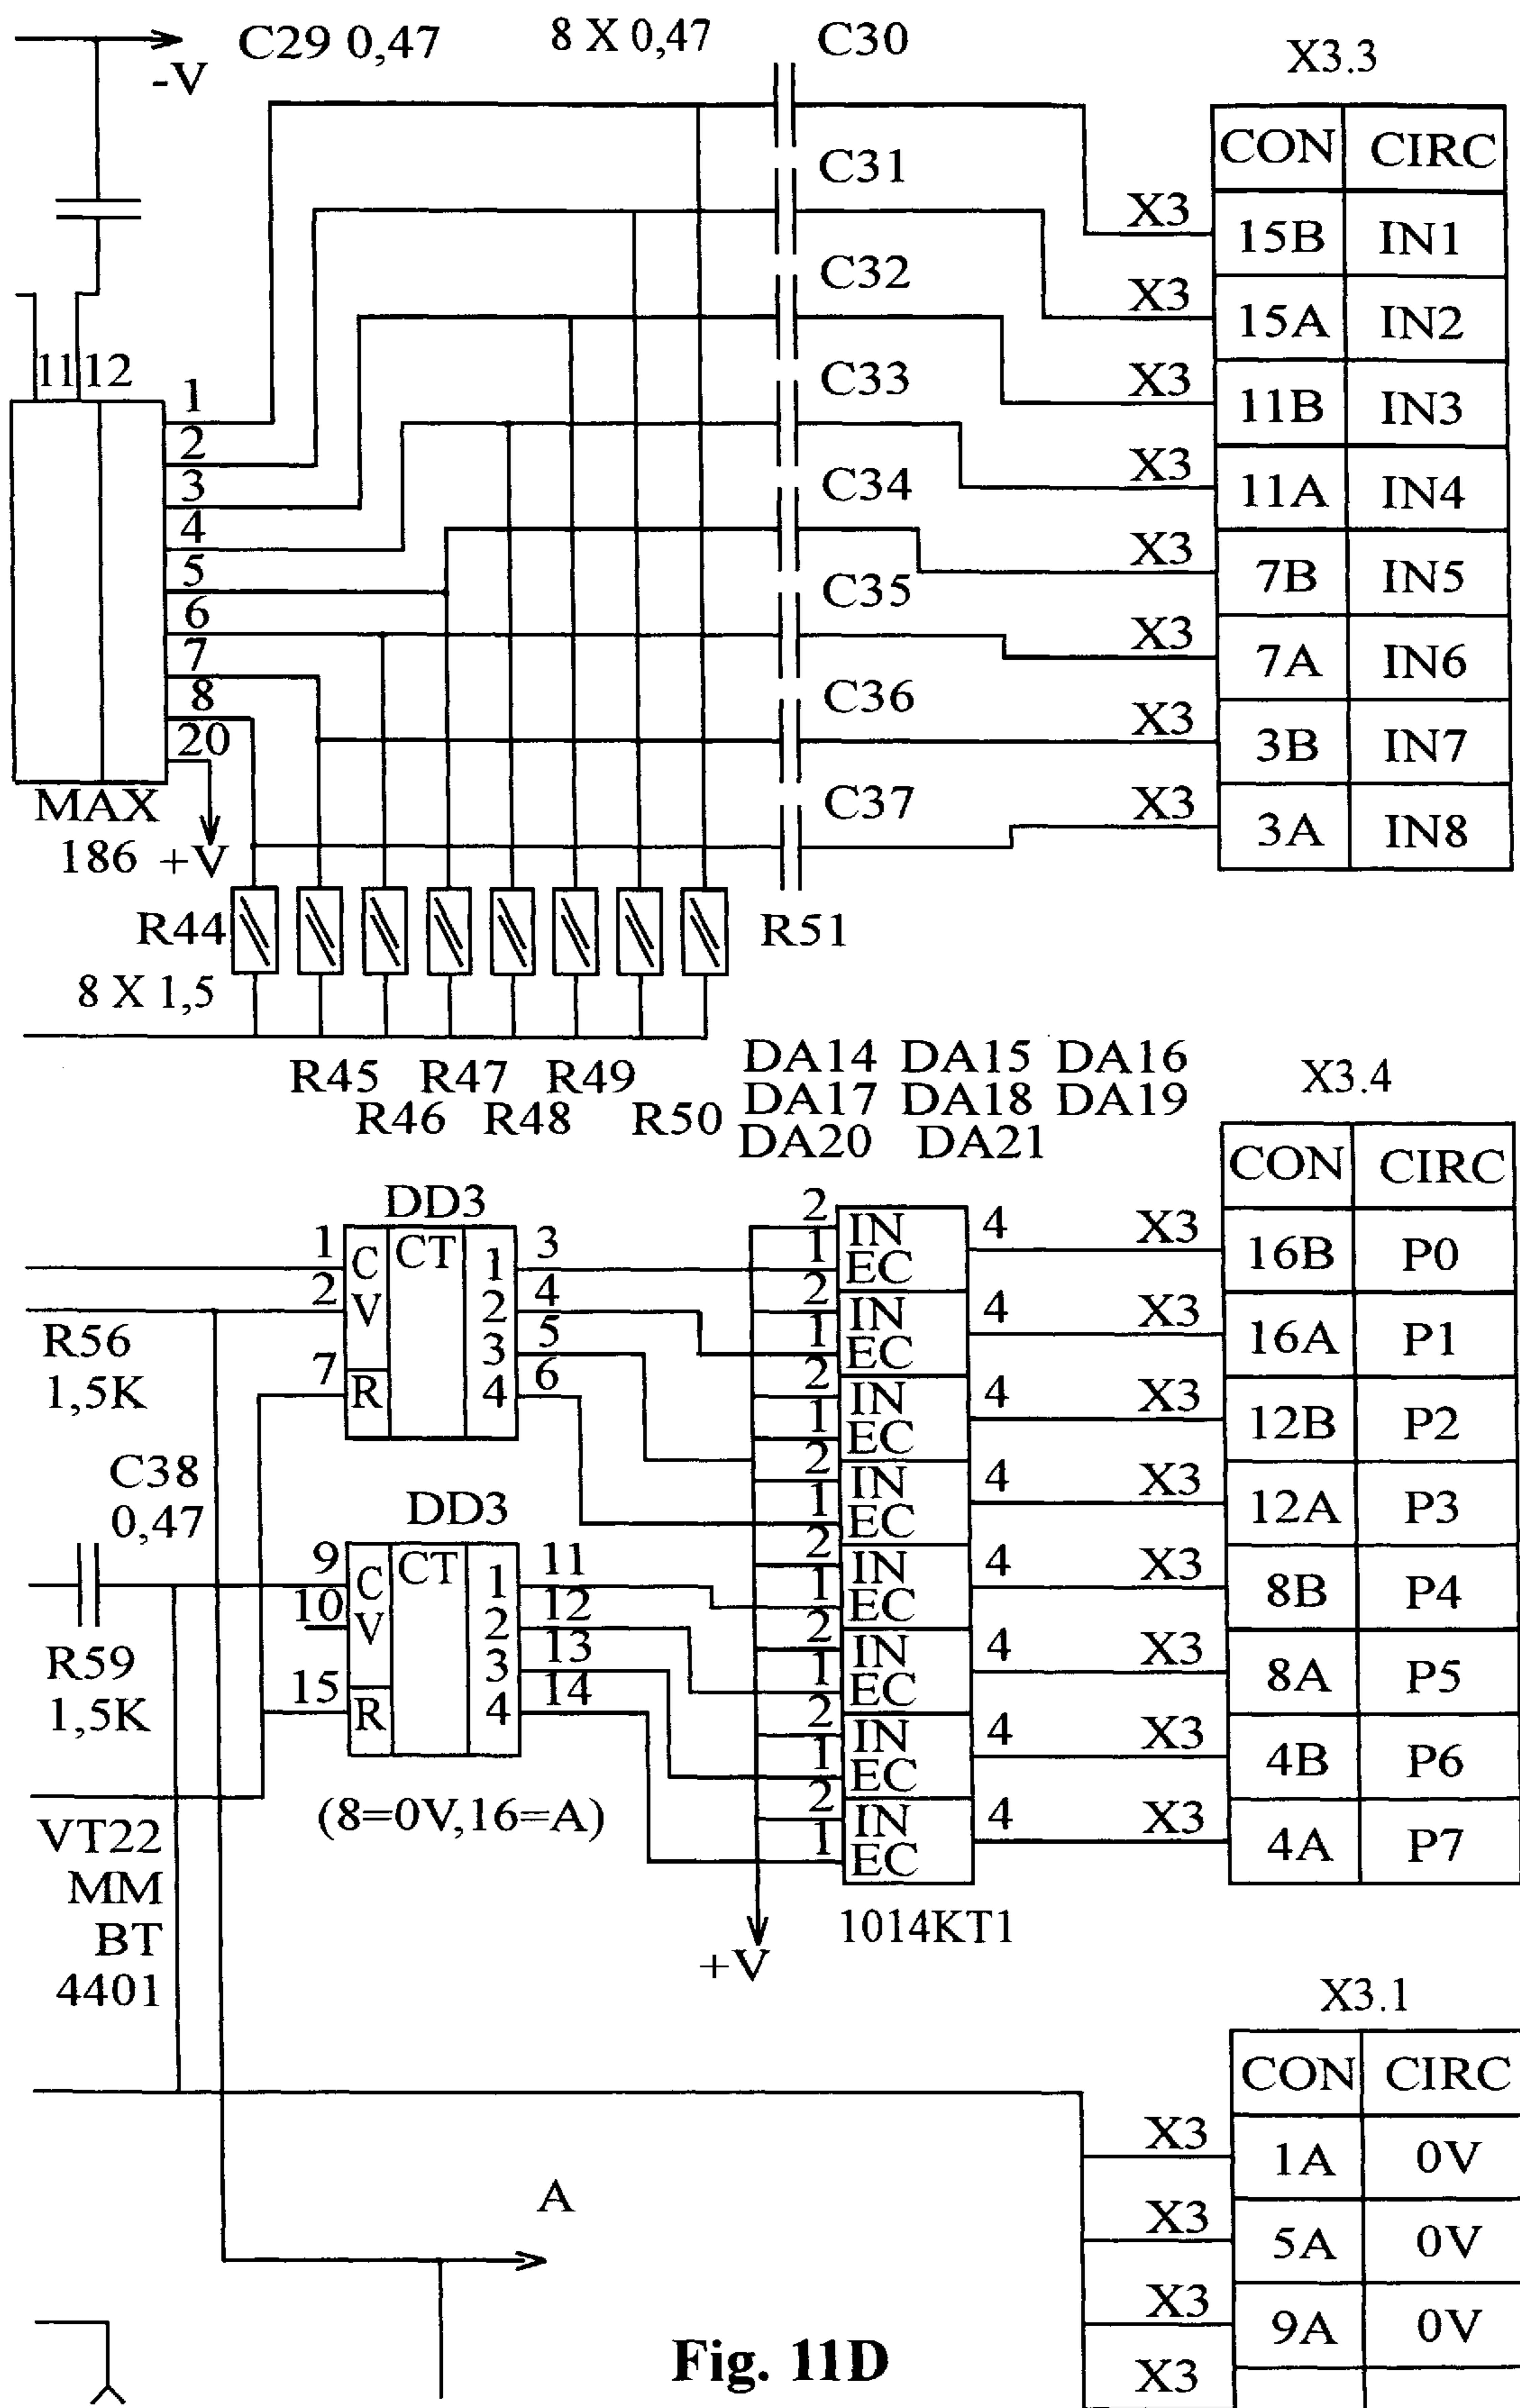 C29 0,47
8 X 0,47
C30
-V
X3.3
CON CIRC
C31
X3 15B IN1
C32
X3 15A IN2
C33
X3 11B IN3
11 12
1
2
3
4
5
6
7
8
20
C34
X3 11A IN4
C35
X3 7B IN5
X3 7A IN6
C36
X3 3B IN7
C37
X3 3A IN8
MAX
186 +V
R44
R51
8 X 1,5
R45 R47 R49
R46 R48 R50
DA14 DA15 DA16
DA17 DA18 DA19
DA20 DA21
X3.4
CON CIRC
DD3
1 C CT 1 3
2 V 2 4
3 5
7 R 4 6
R56
1,5K
C38
0,47
DD3
9 C CT 1 11
10 V 2 12
3 13
15 R 4 14
R59
1,5K
(8=0V,16=A)
2 IN 4 X3 16B P0
1 EC
2 IN 4 X3 16A P1
1 EC
2 IN 4 X3 12B P2
1 EC
2 IN 4 X3 12A P3
1 EC
2 IN 4 X3 8B P4
1 EC
2 IN 4 X3 8A P5
1 EC
2 IN 4 X3 4B P6
1 EC
2 IN 4 X3 4A P7
1 EC
VT22
MM
BT
4401
1014KT1
+V
X3.1
CON CIRC
X3 1A 0V
A
X3 5A 0V
X3 9A 0V
X3
Fig. 11D